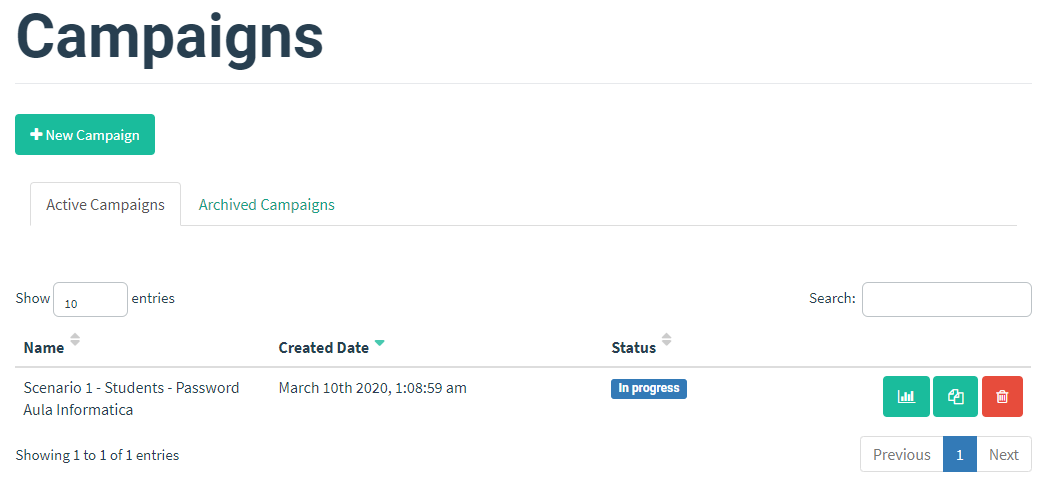 Campaigns
New Campaign
Active Campaigns Archived Campaigns
Show 10 entries Search:
Name Created Date Status
Scenario 1 - Students - Password March 10th 2020, 1:08:59 am In progress
Aula Informatica
Showing 1 to 1 of 1 entries Previous 1 Next